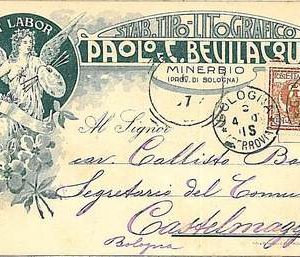 LABOR
STAB. TIPO-LITOGRAFICO
PAOLO E. BEVILACQU
MINERBIO
(PROV. DI BOLOGNA)
BOLOGNA
FERROVIA
Al Signor
cav. Callisto Ba
Segretario del Comun
Casselmagg
Bologna